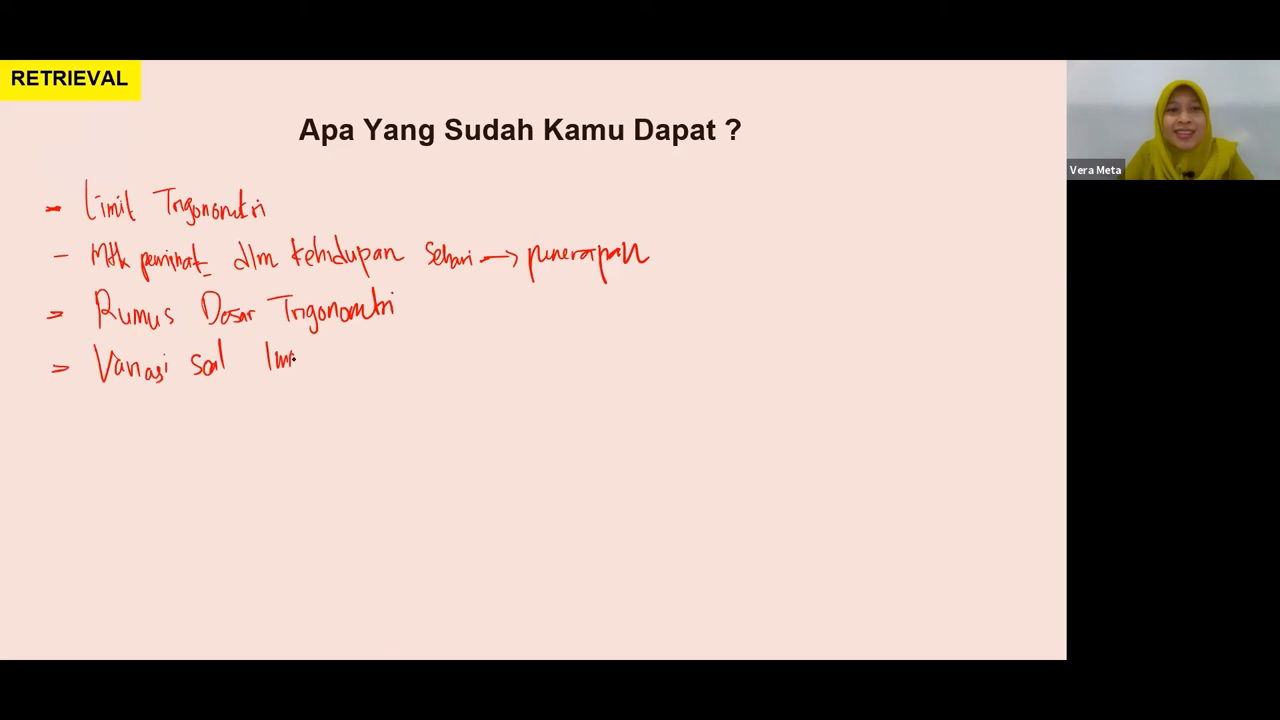 RETRIEVAL
Apa Yang Sudah Kamu Dapat ?
Vera Meta
- Limit Trigonometri
- Mtk peminat dlm kehidupan sehari → penerapan
- Rumus Dasar Trigonometri
- Variasi soal lim